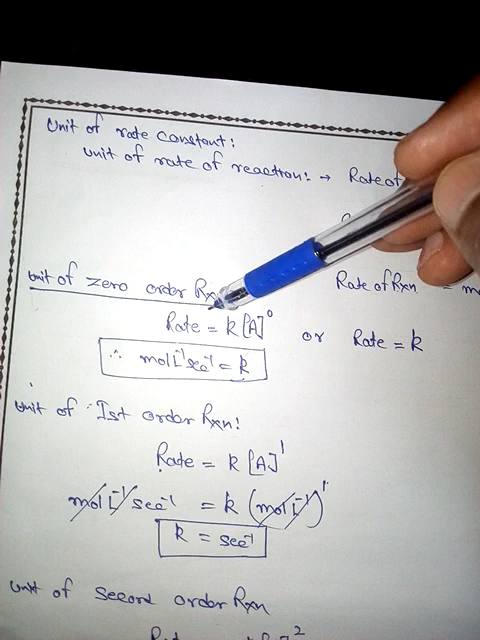 Unit of rate constant:
Unit of rate of reaction: → Rate of
Unit of zero order Rxn
Rate of Rxn =
Rate = k[A]⁰ or Rate = k
∴ mol L⁻¹ sec⁻¹ = k
Unit of Ist order Rxn:
Rate = k [A]¹
mol L⁻¹ sec⁻¹ = k (mol L⁻¹)¹
k = sec⁻¹
Unit of second order Rxn